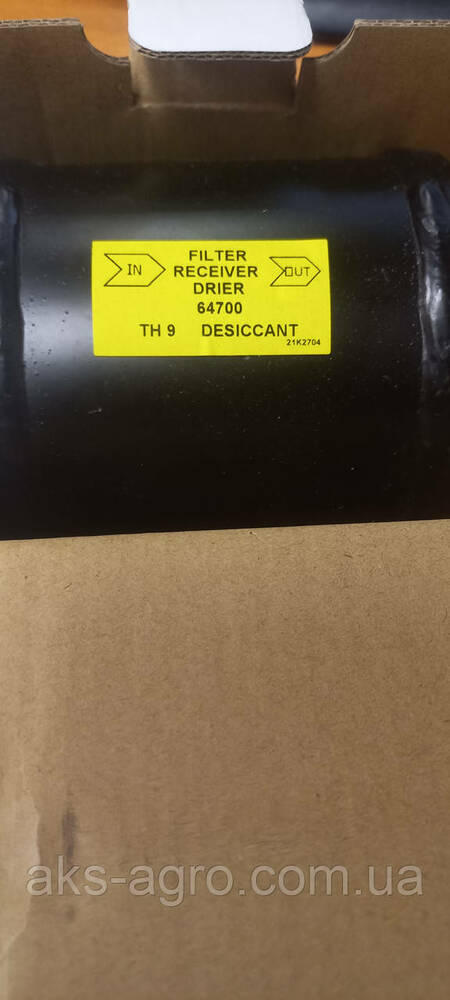 IN
FILTER
RECEIVER
DRIER
OUT
64700
TH 9 DESICCANT
21K2704
aks-agro.com.ua